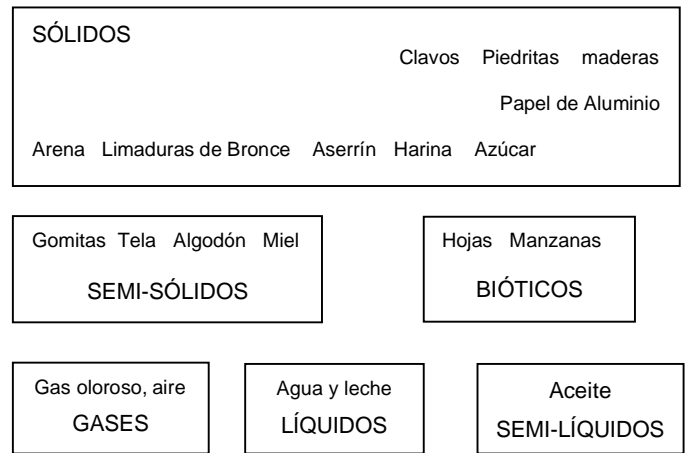 SÓLIDOS
Clavos Piedritas maderas
Papel de Aluminio
Arena Limaduras de Bronce Aserrín Harina Azúcar
Gomitas Tela Algodón Miel
SEMI-SÓLIDOS
Hojas Manzanas
BIÓTICOS
Gas oloroso, aire
GASES
Agua y leche
LÍQUIDOS
Aceite
SEMI-LÍQUIDOS